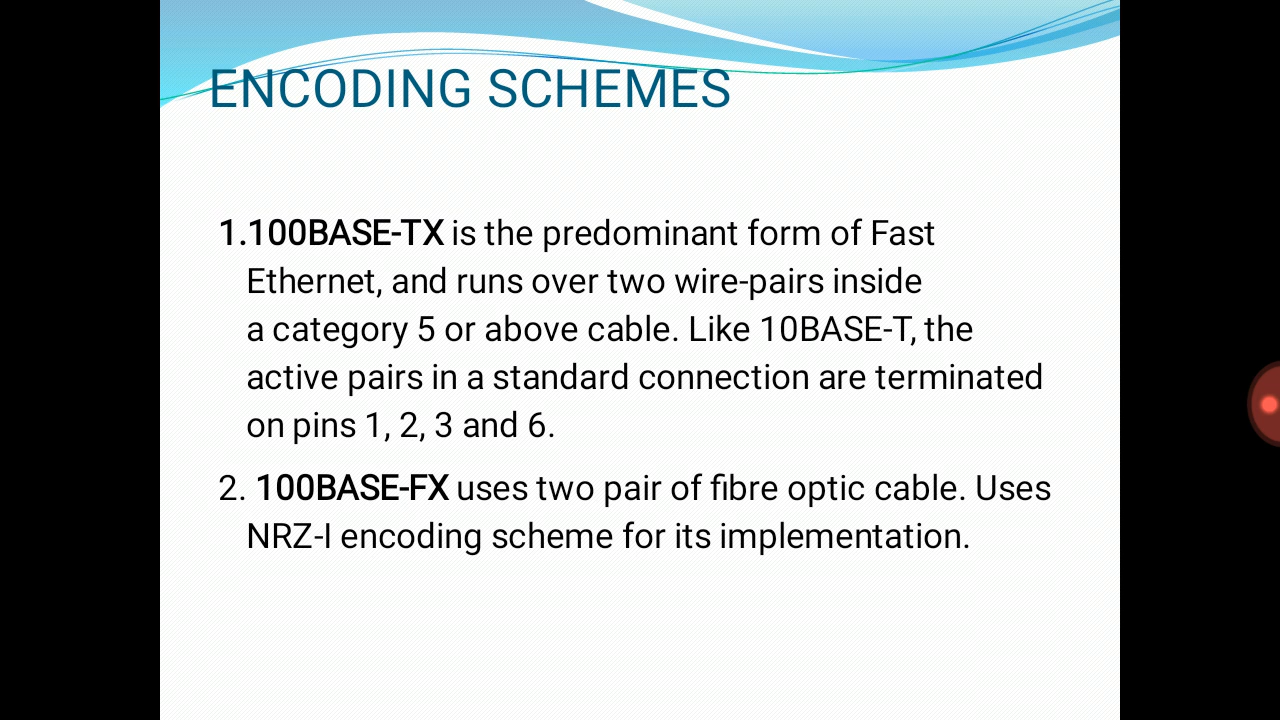 ENCODING SCHEMES
1.100BASE-TX is the predominant form of Fast
Ethernet, and runs over two wire-pairs inside
a category 5 or above cable. Like 10BASE-T, the
active pairs in a standard connection are terminated
on pins 1, 2, 3 and 6.
2. 100BASE-FX uses two pair of fibre optic cable. Uses
NRZ-I encoding scheme for its implementation.